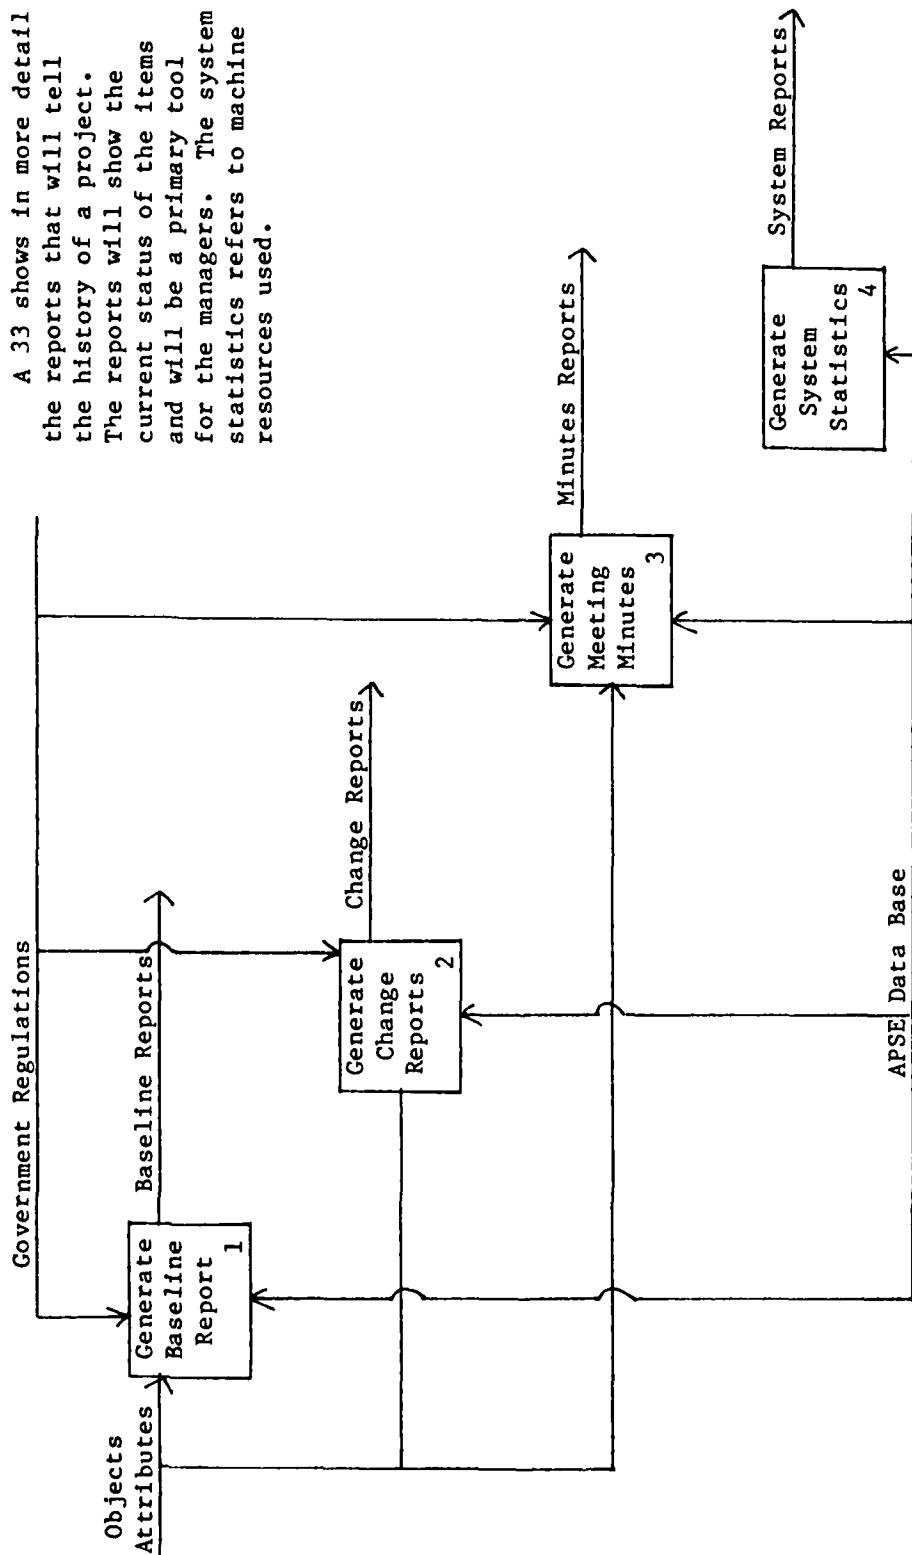 A 33 shows in more detail
the reports that will tell
the history of a project.
The reports will show the
current status of the items
and will be a primary tool
for the managers. The system
statistics refers to machine
resources used.
Government Regulations
Objects
Attributes
Generate
Baseline
Report
1
Baseline Reports
Generate
Change
Reports
2
Change Reports
Generate
Meeting
Minutes
3
Minutes Reports
Generate
System
Statistics
4
System Reports
APSE Data Base